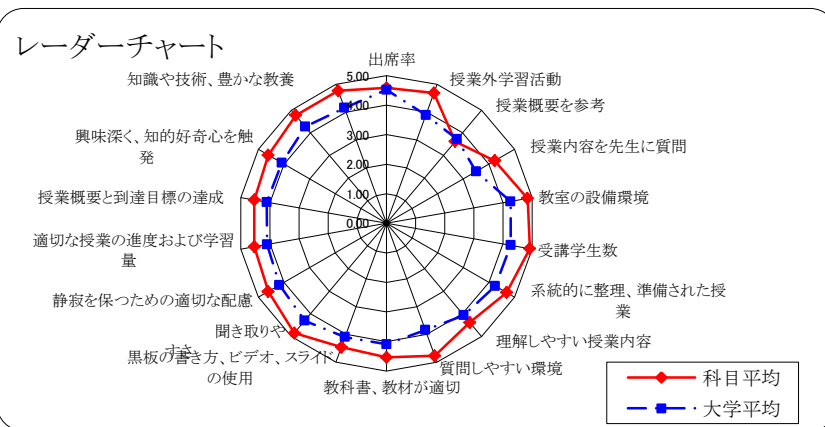 レーダーチャート
出席率
授業外学習活動
授業概要を参考
授業内容を先生に質問
教室の設備環境
受講学生数
系統的に整理、準備された授
業
理解しやすい授業内容
質問しやすい環境
教科書、教材が適切
黒板の書き方、ビデオ、スライド
の使用
聞き取りや
すさ
静寂を保つための適切な配慮
適切な授業の進度および学習
量
授業概要と到達目標の達成
興味深く、知的好奇心を触
発
知識や技術、豊かな教養
5.00
4.00
3.00
2.00
1.00
0.00
科目平均
大学平均